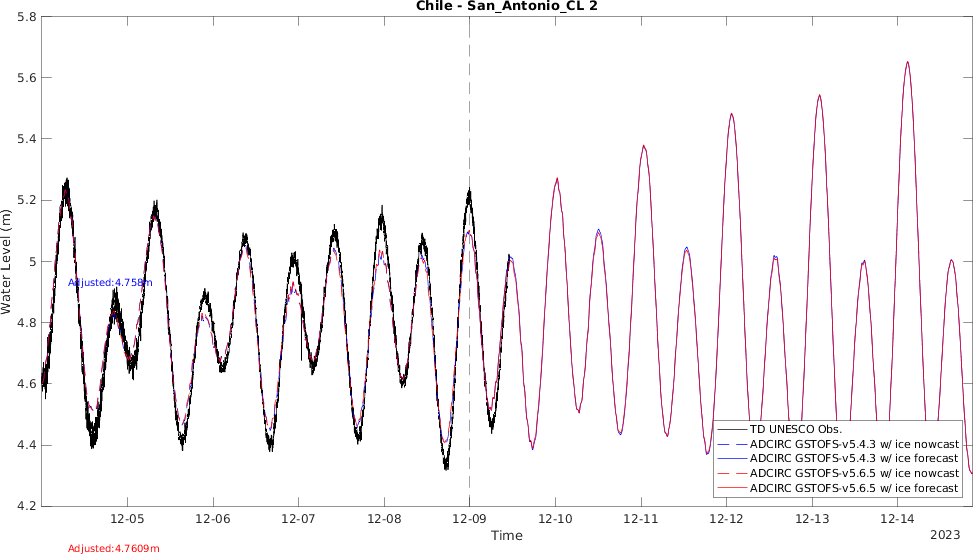 Chile - San_Antonio_CL 2
5.8
5.6
5.4
5.2
5
4.8
4.6
4.4
4.2
Water Level (m)
Adjusted:4.758m
TD UNESCO Obs.
ADCIRC GSTOFS-v5.4.3 w/ ice nowcast
ADCIRC GSTOFS-v5.4.3 w/ ice forecast
ADCIRC GSTOFS-v5.6.5 w/ ice nowcast
ADCIRC GSTOFS-v5.6.5 w/ ice forecast
12-05 12-06 12-07 12-08 12-09 12-10 12-11 12-12 12-13 12-14
Time
2023
Adjusted:4.7609m